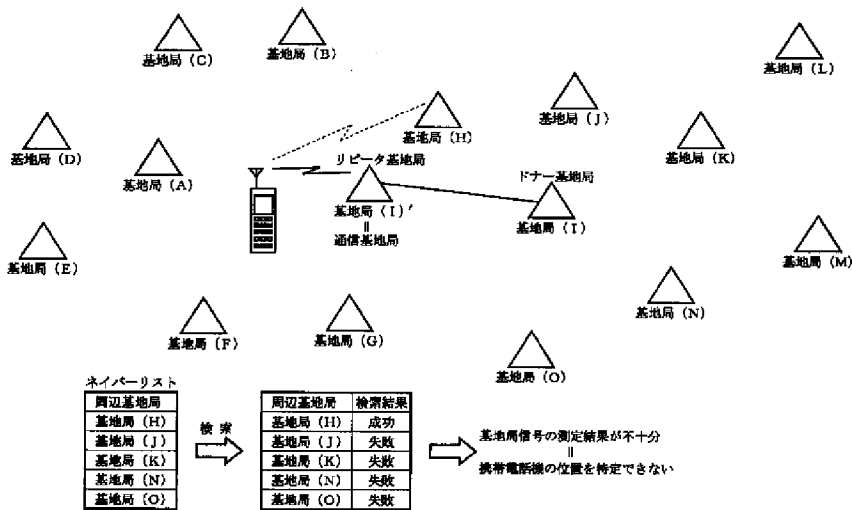 基地局（C）
基地局（B）
基地局（L）
基地局（J）
基地局（H）
基地局（D）
基地局（K）
リピータ基地局
基地局（A）
ドナー基地局
基地局（I）′
॥
通信基地局
基地局（I）
基地局（E）
基地局（M）
基地局（N）
基地局（F）
基地局（G）
基地局（O）
ネイバーリスト
周辺基地局
基地局（H）
基地局（J）
基地局（K）
基地局（N）
基地局（O）
検 索
周辺基地局 検索結果
基地局（H） 成功
基地局（J） 失敗
基地局（K） 失敗
基地局（N） 失敗
基地局（O） 失敗
基地局信号の測定結果が不十分
॥
携帯電話機の位置を特定できない